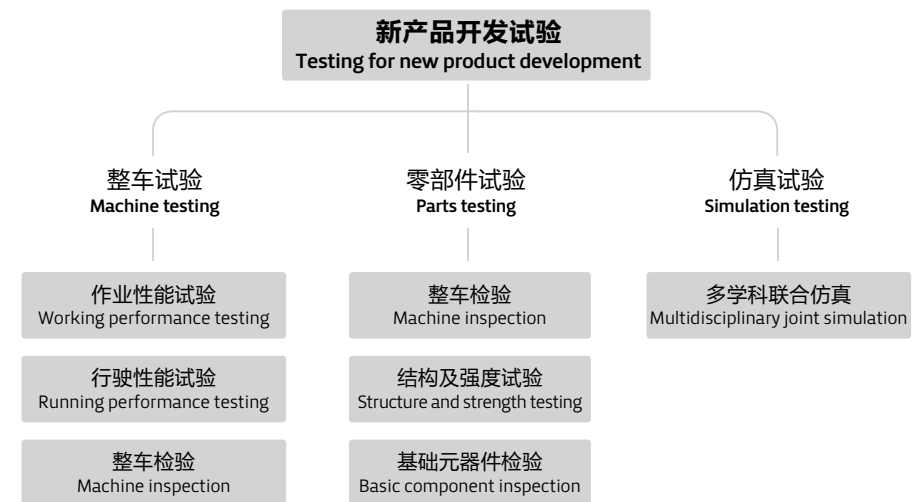 新产品开发试验
Testing for new product development
整车试验
Machine testing
作业性能试验
Working performance testing
行驶性能试验
Running performance testing
整车检验
Machine inspection
零部件试验
Parts testing
整车检验
Machine inspection
结构及强度试验
Structure and strength testing
基础元器件检验
Basic component inspection
仿真试验
Simulation testing
多学科联合仿真
Multidisciplinary joint simulation